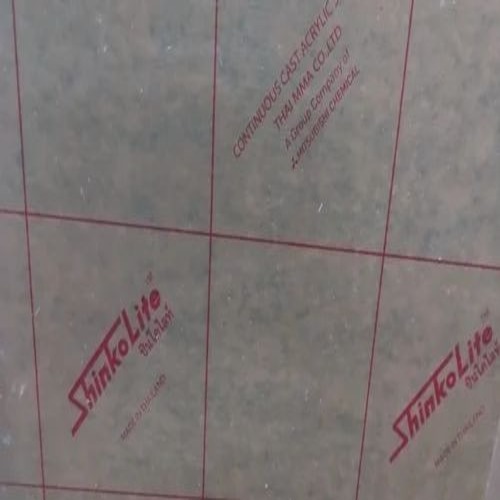 CONTINUOUS CAST ACRYLIC
THAI MMA CO.,LTD
A Group Company of
MITSUBISHI CHEMICAL
ShinkoLite
ชินโคไลท์
MADE IN THAILAND
ShinkoLite
ชินโคไลท์
MADE IN THAILAND